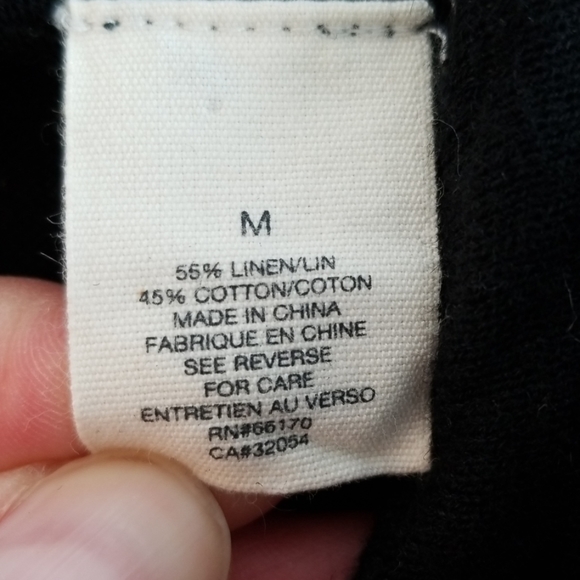 M
55% LINEN/LIN
45% COTTON/COTON
MADE IN CHINA
FABRIQUE EN CHINE
SEE REVERSE
FOR CARE
ENTRETIEN AU VERSO
RN#66170
CA#32054